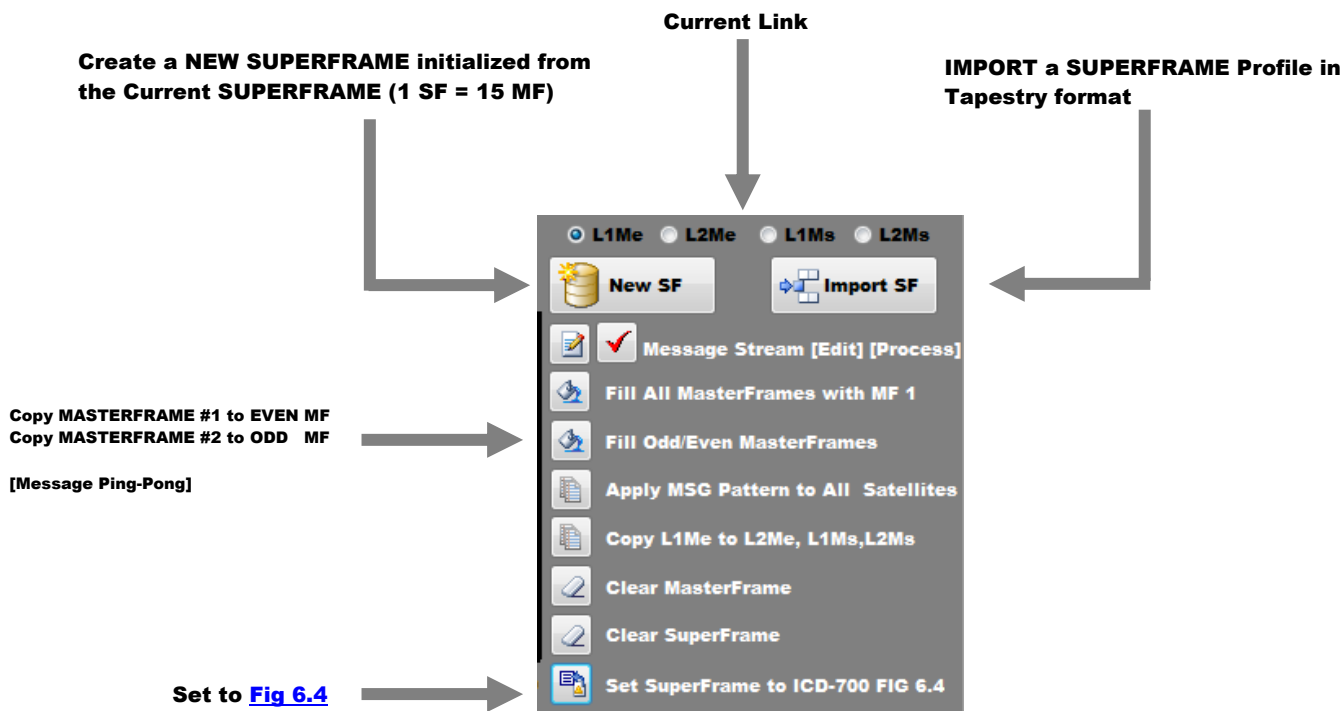 Current Link
Create a NEW SUPERFRAME initialized from
the Current SUPERFRAME (1 SF = 15 MF)
IMPORT a SUPERFRAME Profile in
Tapestry format
L1Me L2Me L1Ms L2Ms
New SF Import SF
Message Stream [Edit] [Process]
Fill All MasterFrames with MF 1
Copy MASTERFRAME #1 to EVEN MF
Copy MASTERFRAME #2 to ODD MF
[Message Ping-Pong]
Fill Odd/Even MasterFrames
Apply MSG Pattern to All Satellites
Copy L1Me to L2Me, L1Ms,L2Ms
Clear MasterFrame
Clear SuperFrame
Set to Fig 6.4
Set SuperFrame to ICD-700 FIG 6.4